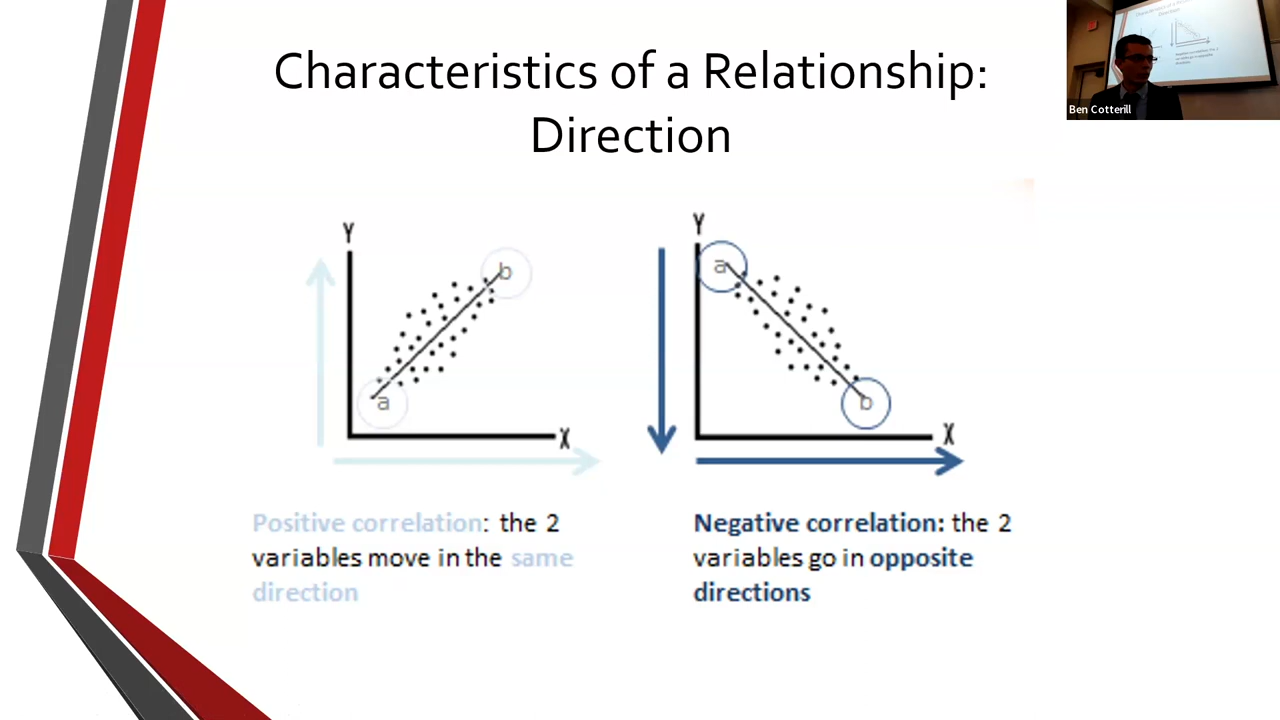 Characteristics of a Relationship:
Direction
Ben Cotterill
Y
b
a
X
Y
a
b
X
Positive correlation: the 2
variables move in the same
direction
Negative correlation: the 2
variables go in opposite
directions